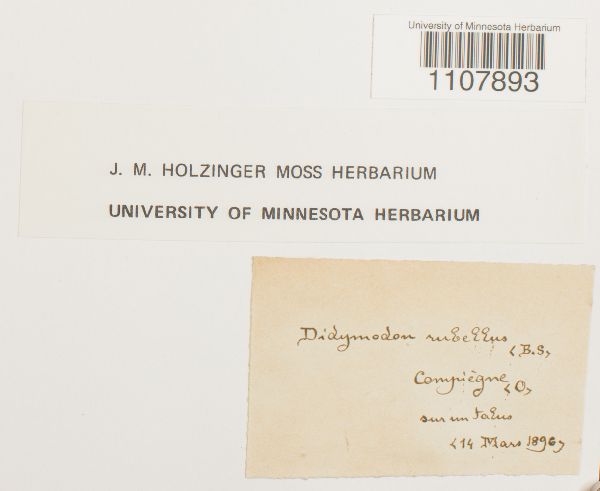 University of Minnesota Herbarium
1107893
J. M. HOLZINGER MOSS HERBARIUM
UNIVERSITY OF MINNESOTA HERBARIUM
Didymodon rubellus
(B.S)
Compiègne (O)
sur un talus
(14 Mars 1896)